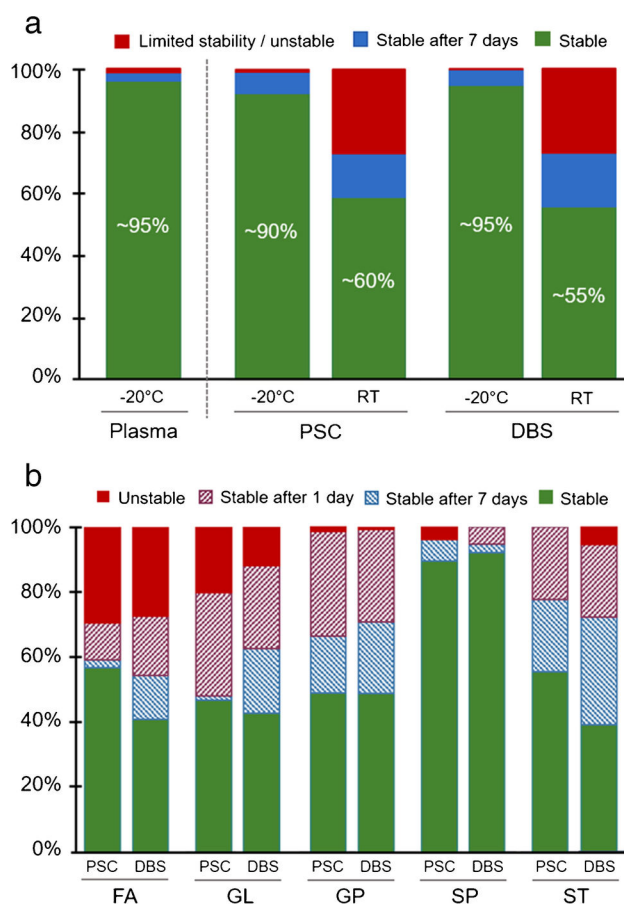 a
Limited stability / unstable Stable after 7 days Stable
100%
80%
60%
40%
20%
0%
~95%
~90%
~60%
~95%
~55%
-20°C -20°C RT -20°C RT
Plasma PSC DBS
b
Unstable Stable after 1 day Stable after 7 days Stable
100%
80%
60%
40%
20%
0%
PSC DBS PSC DBS PSC DBS PSC DBS PSC DBS
FA GL GP SP ST